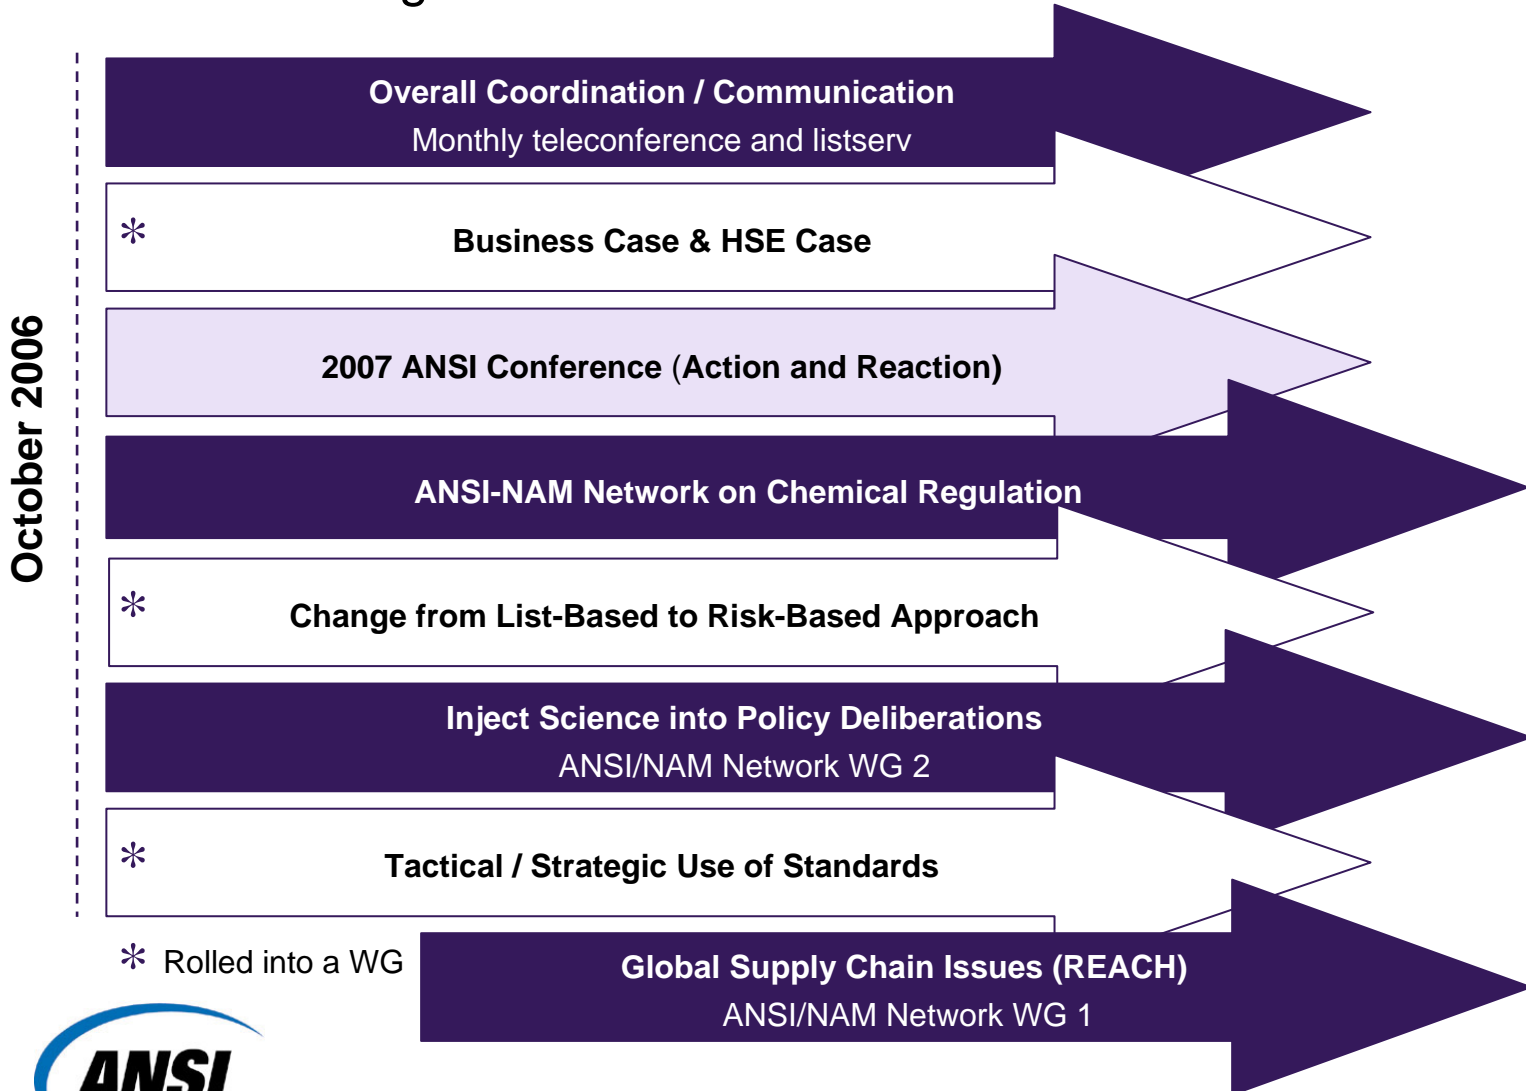 Overall Coordination / Communication
Monthly teleconference and listserv
* Business Case & HSE Case
2007 ANSI Conference (Action and Reaction)
October 2006
ANSI-NAM Network on Chemical Regulation
* Change from List-Based to Risk-Based Approach
Inject Science into Policy Deliberations
ANSI/NAM Network WG 2
* Tactical / Strategic Use of Standards
* Rolled into a WG
Global Supply Chain Issues (REACH)
ANSI/NAM Network WG 1
ANSI